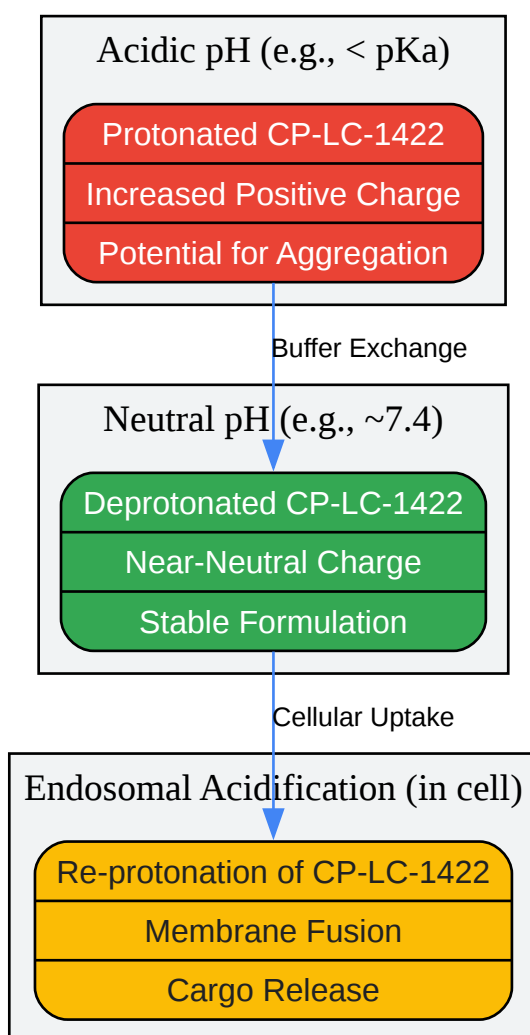 Acidic pH (e.g., < pKa)
Protonated CP-LC-1422
Increased Positive Charge
Potential for Aggregation
Buffer Exchange
Neutral pH (e.g., ~7.4)
Deprotonated CP-LC-1422
Near-Neutral Charge
Stable Formulation
Cellular Uptake
Endosomal Acidification (in cell)
Re-protonation of CP-LC-1422
Membrane Fusion
Cargo Release